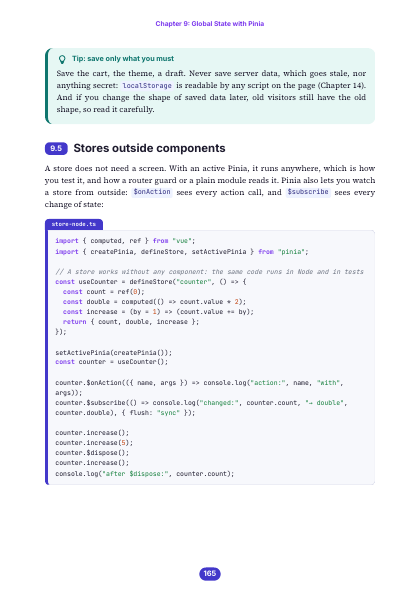 Chapter 9: Global State with Pinia
Tip: save only what you must
Save the cart, the theme, a draft. Never save server data, which goes stale, nor
anything secret: localStorage is readable by any script on the page (Chapter 14).
And if you change the shape of saved data later, old visitors still have the old
shape, so read it carefully.
9.5 Stores outside components
A store does not need a screen. With an active Pinia, it runs anywhere, which is how
you test it, and how a router guard or a plain module reads it. Pinia also lets you watch
a store from outside: $onAction sees every action call, and $subscribe sees every
change of state:
store-node.ts
import { computed, ref } from "vue";
import { createPinia, defineStore, setActivePinia } from "pinia";
// A store works without any component: the same code runs in Node and in tests
const useCounter = defineStore("counter", () => {
const count = ref(0);
const double = computed(() => count.value * 2);
const increase = (by = 1) => (count.value += by);
return { count, double, increase };
});
setActivePinia(createPinia());
const counter = useCounter();
counter.$onAction(({ name, args }) => console.log("action:", name, "with",
args));
counter.$subscribe(() => console.log("changed:", counter.count, "→ double",
counter.double), { flush: "sync" });
counter.increase();
counter.increase(5);
counter.$dispose();
counter.increase();
console.log("after $dispose:", counter.count);
165